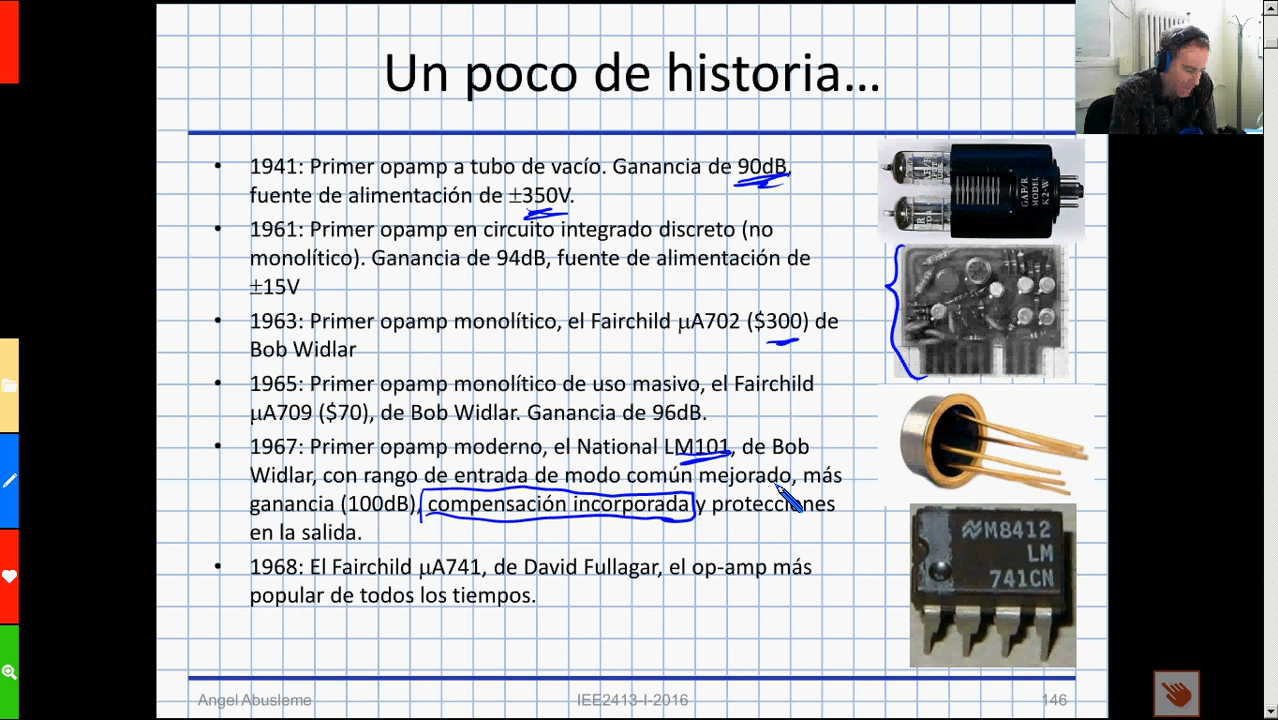 Un poco de historia...
• 1941: Primer opamp a tubo de vacío. Ganancia de 90dB,
fuente de alimentación de ±350V.
• 1961: Primer opamp en circuito integrado discreto (no
monolítico). Ganancia de 94dB, fuente de alimentación de
±15V
• 1963: Primer opamp monolítico, el Fairchild μA702 ($300) de
Bob Widlar
• 1965: Primer opamp monolítico de uso masivo, el Fairchild
μA709 ($70), de Bob Widlar. Ganancia de 96dB.
• 1967: Primer opamp moderno, el National LM101, de Bob
Widlar, con rango de entrada de modo común mejorado, más
ganancia (100dB), compensación incorporada y protecciones
en la salida.
• 1968: El Fairchild μA741, de David Fullagar, el op-amp más
popular de todos los tiempos.
GAP/R
MODEL
K2-W
M8412
LM
741CN
Angel Abusleme
IEE2413-I-2016
146